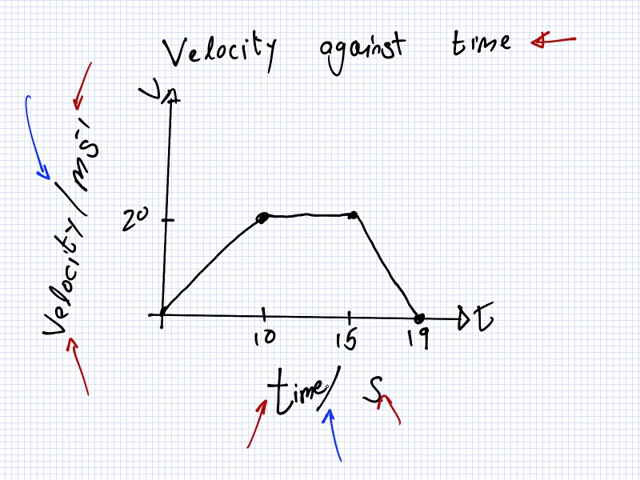 Velocity against time
V
Velocity / ms⁻¹
20
10 15 19
t
time / s